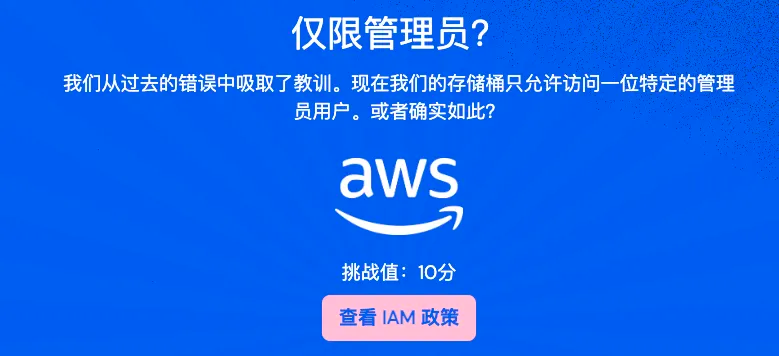 仅限管理员?
我们从过去的错误中吸取了教训。现在我们的存储桶只允许访问一位特定的管理
员用户。或者确实如此?
aws
挑战值：10分
查看 IAM 政策